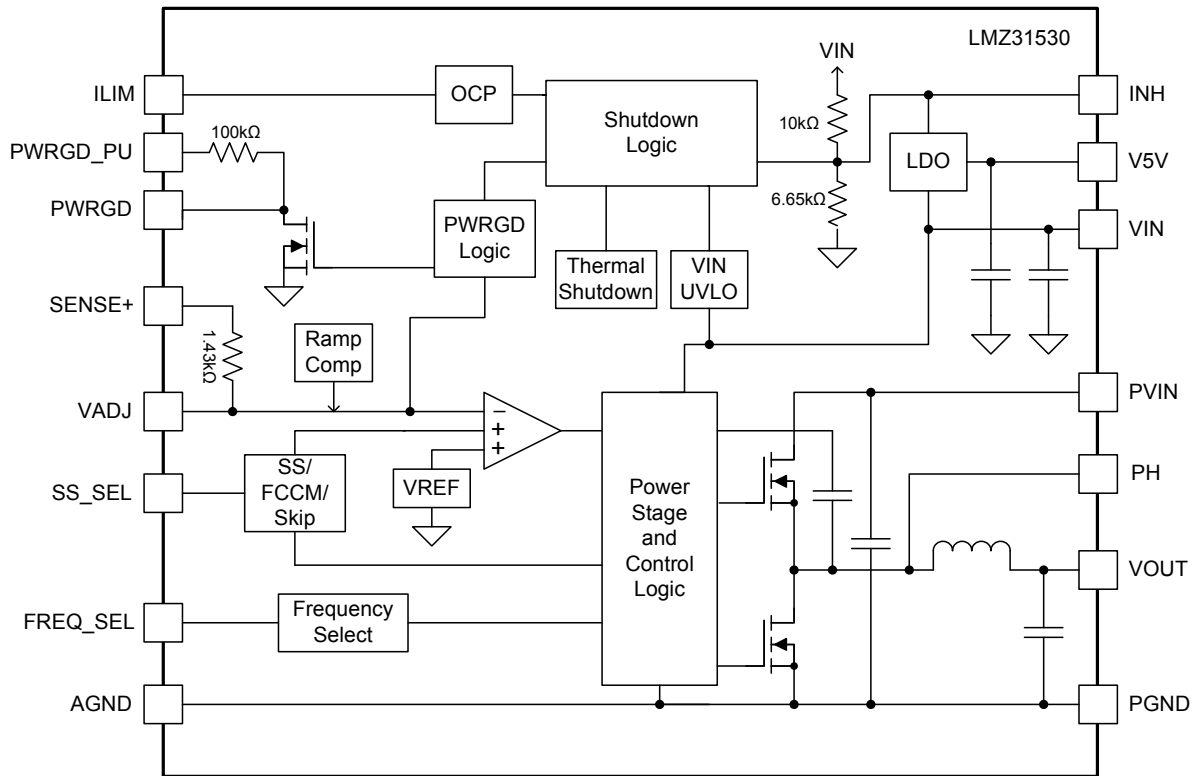 LMZ31530
ILIM
PWRGD_PU
PWRGD
SENSE+
VADJ
SS_SEL
FREQ_SEL
AGND
100kΩ
1.43kΩ
OCP
Shutdown
Logic
PWRGD
Logic
Thermal
Shutdown
VIN
UVLO
VIN
10kΩ
6.65kΩ
LDO
Ramp
Comp
−
+
+
SS/
FCCM/
Skip
VREF
Frequency
Select
Power
Stage
and
Control
Logic
INH
V5V
VIN
PVIN
PH
VOUT
PGND